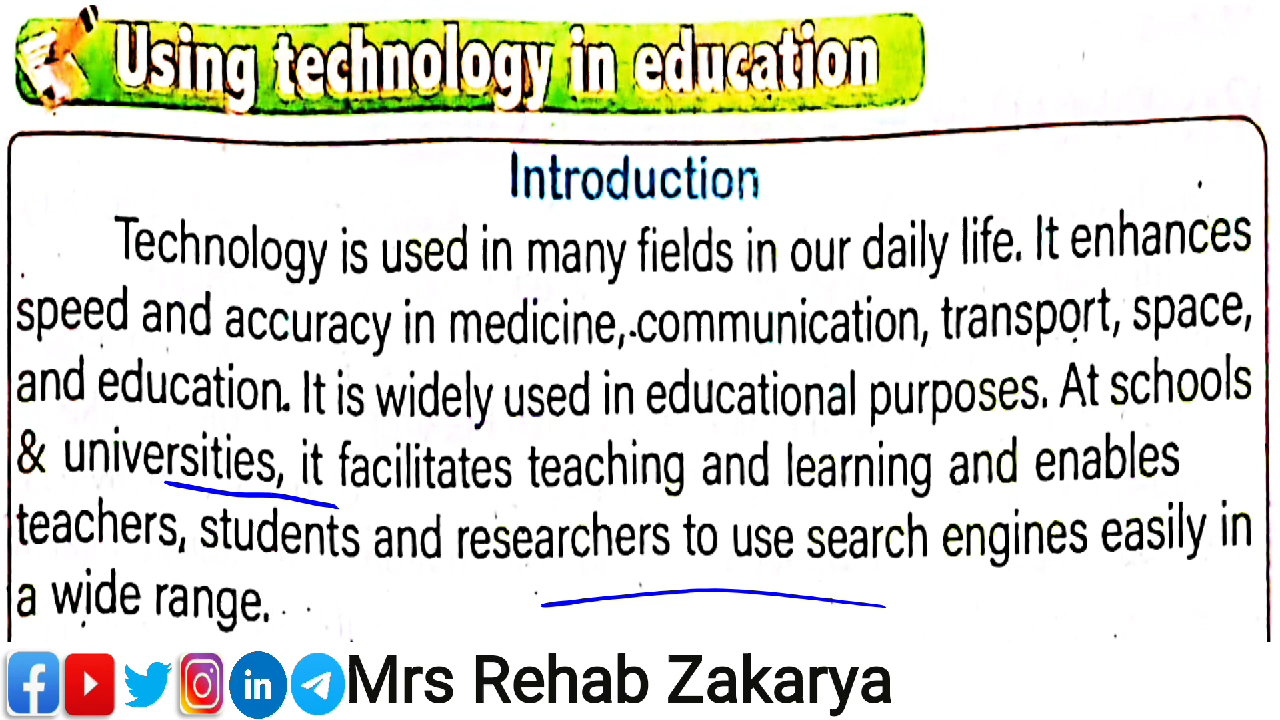 Using technology in education
Introduction
Technology is used in many fields in our daily life. It enhances
speed and accuracy in medicine, communication, transport, space,
and education. It is widely used in educational purposes. At schools
& universities, it facilitates teaching and learning and enables
teachers, students and researchers to use search engines easily in
a wide range.
Mrs Rehab Zakarya